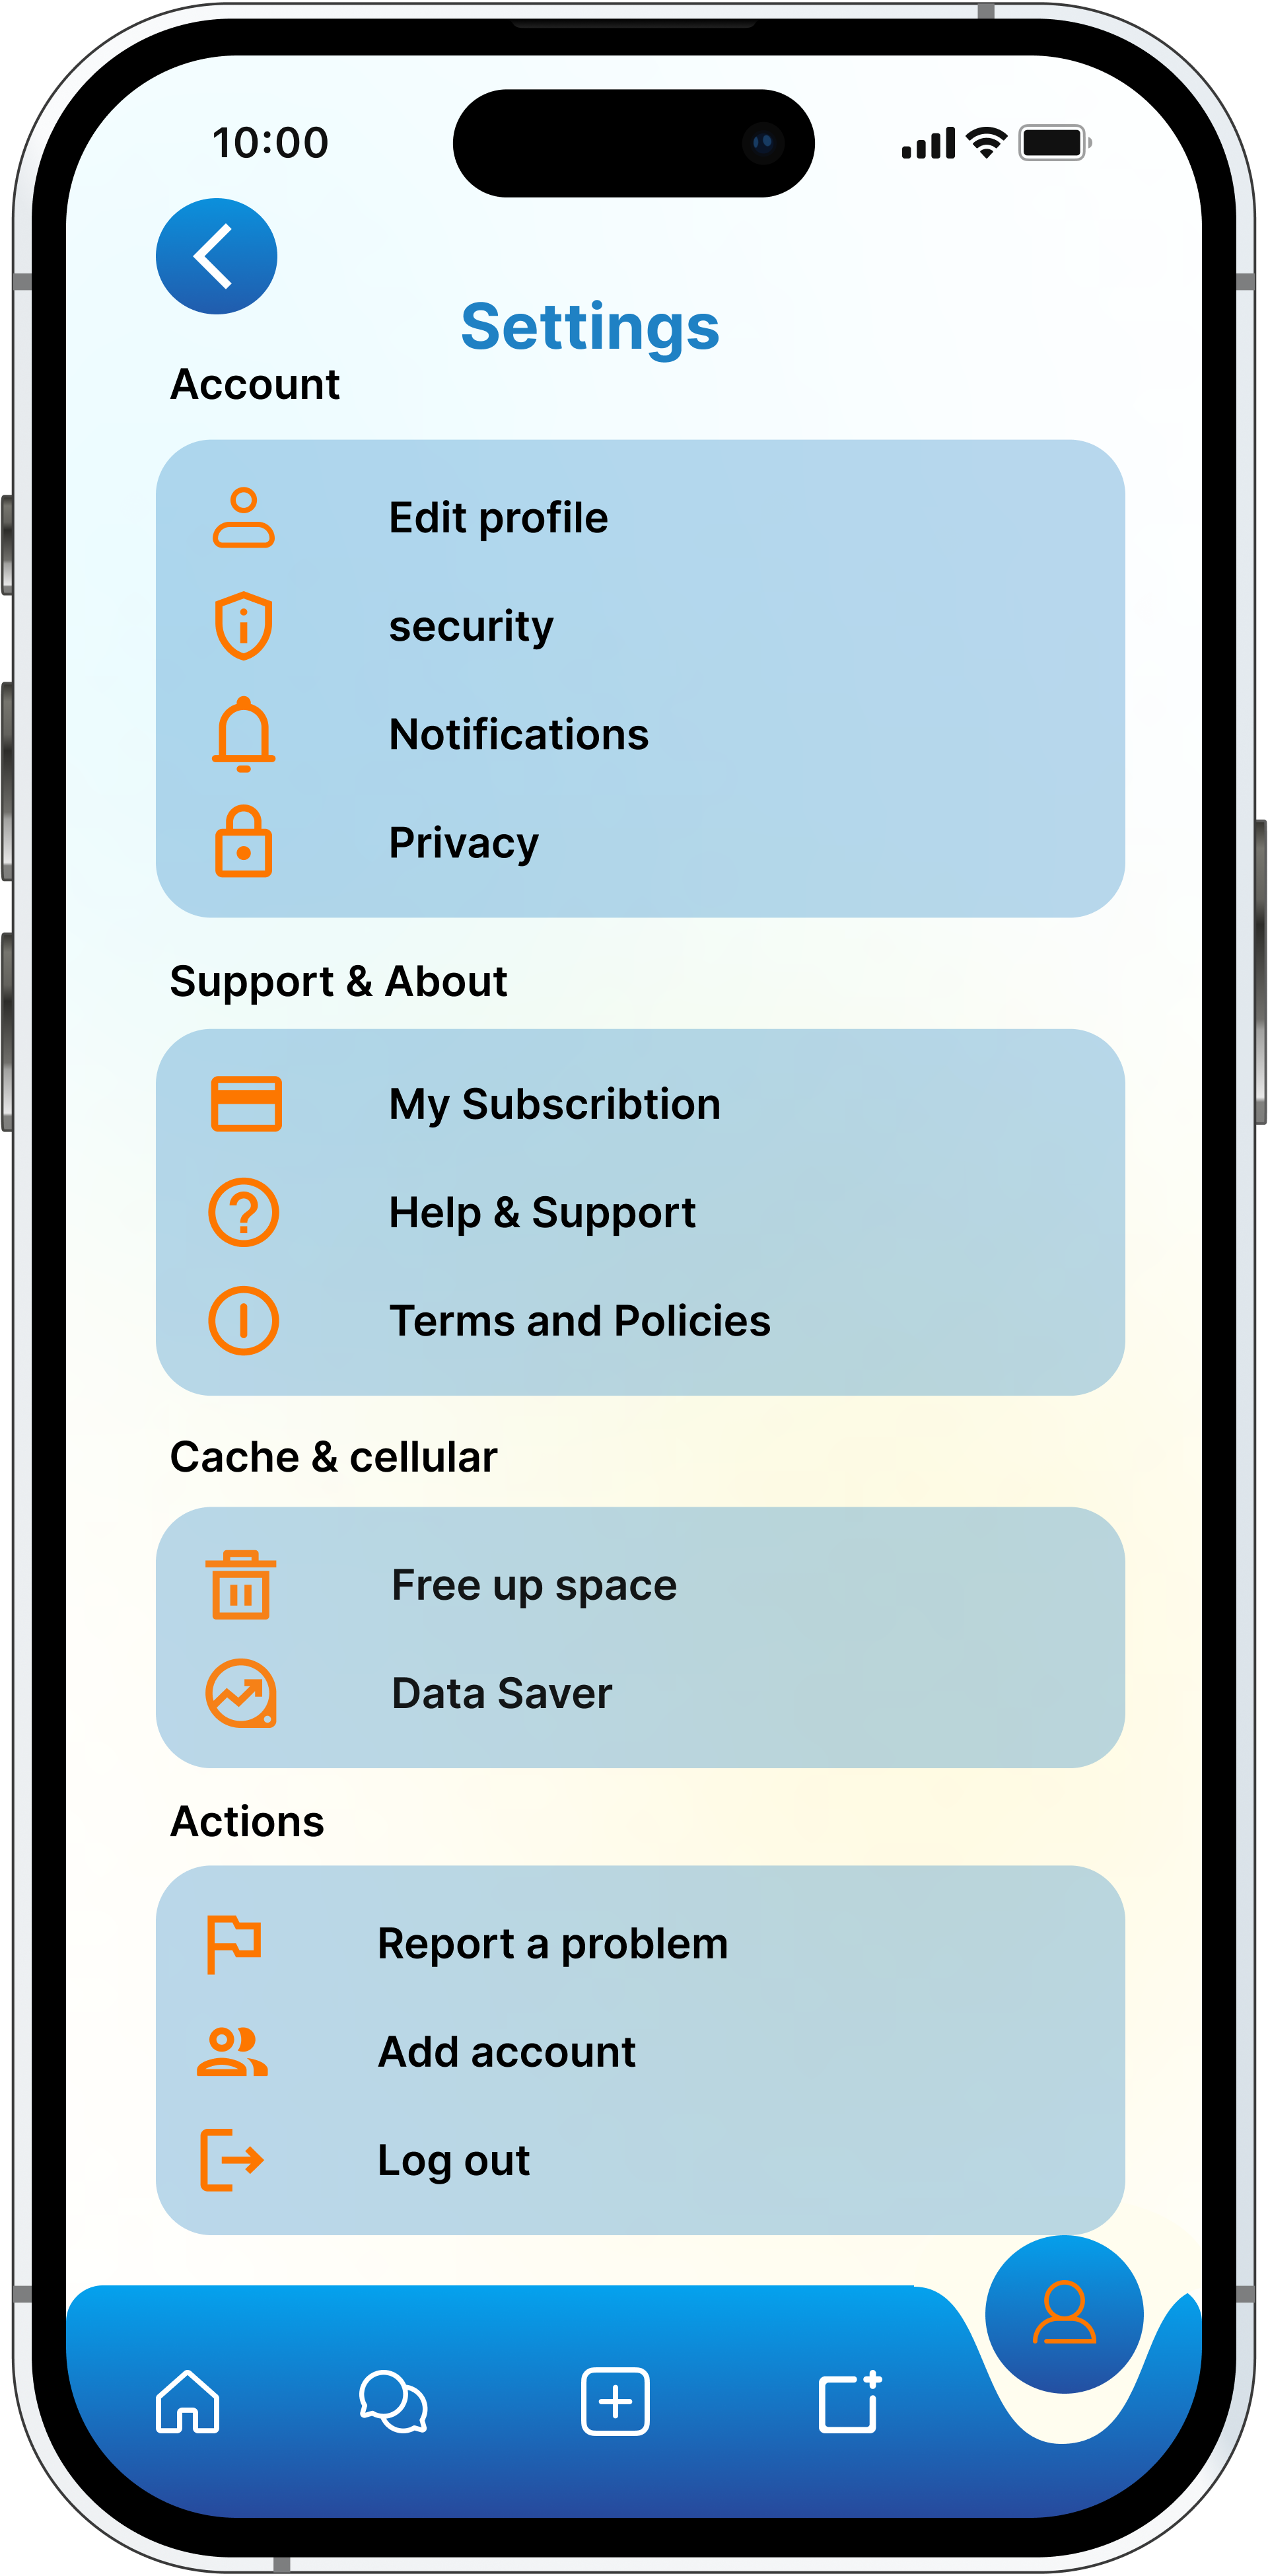 10:00
Settings
Account
Edit profile
security
Notifications
Privacy
Support & About
My Subscribtion
Help & Support
Terms and Policies
Cache & cellular
Free up space
Data Saver
Actions
Report a problem
Add account
Log out